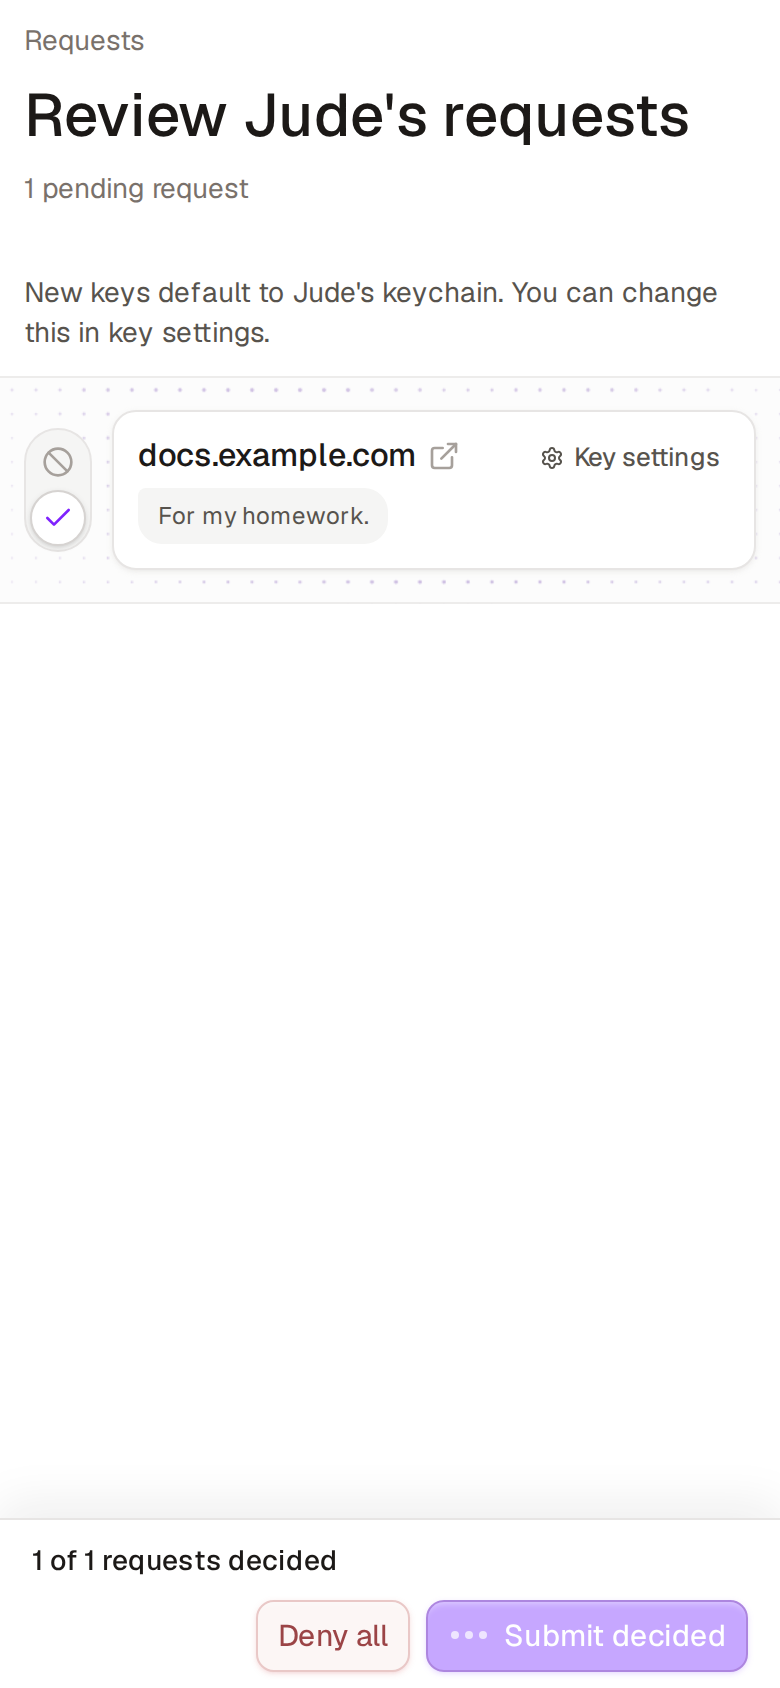 Requests
Review Jude's requests
1 pending request
New keys default to Jude's keychain. You can change
this in key settings.
docs.example.com
Key settings
For my homework.
1 of 1 requests decided
Deny all
Submit decided